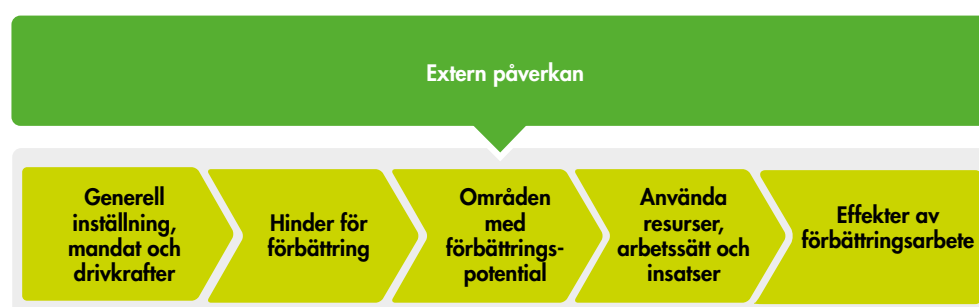 Extern påverkan
Generell
inställning,
mandat och
drivkrafter
Hinder för
förbättring
Områden
med
förbättrings-
potential
Använda
resurser,
arbetssätt och
insatser
Effekter av
förbättringsarbete